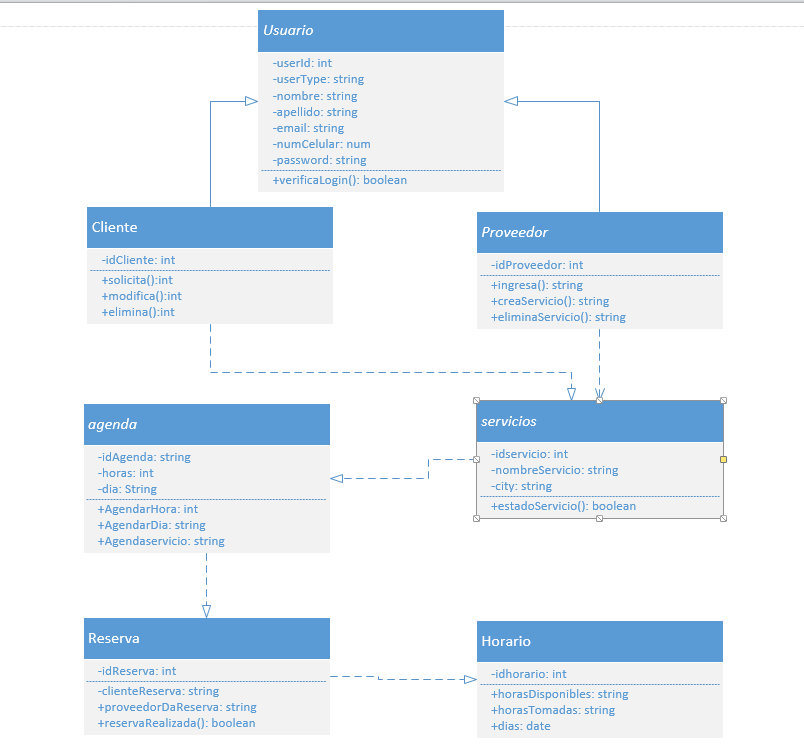 Usuario
-userId: int
-userType: string
-nombre: string
-apellido: string
-email: string
-numCelular: num
-password: string
+verificaLogin(): boolean
Cliente
-idCliente: int
+solicita():int
+modifica():int
+elimina():int
Proveedor
-idProveedor: int
+ingresa(): string
+creaServicio(): string
+eliminaServicio(): string
agenda
-idAgenda: string
-horas: int
-dia: String
+AgendarHora: int
+AgendarDia: string
+Agendaservicio: string
servicios
-idservicio: int
-nombreServicio: string
-city: string
+estadoServicio(): boolean
Reserva
-idReserva: int
-clienteReserva: string
+proveedorDaReserva: string
+reservaRealizada(): boolean
Horario
-idhorario: int
+horasDisponibles: string
+horasTomadas: string
+dias: date